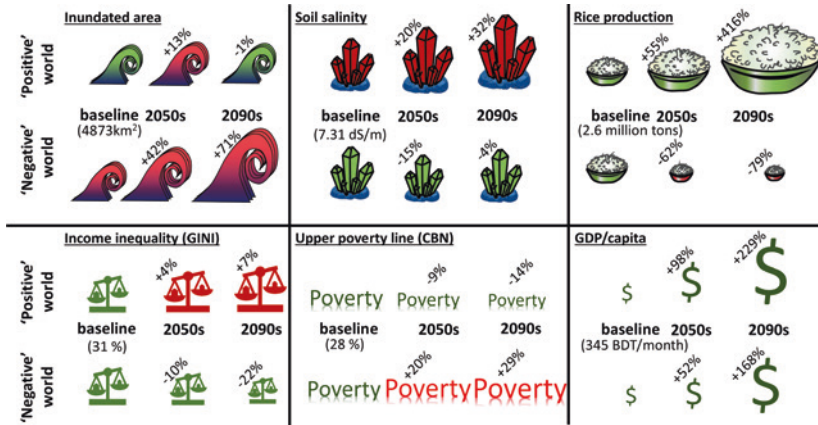 Inundated area
'Positive' world
+13%
-1%
baseline 2050s 2090s
(4873km²)
'Negative' world
+42%
+71%
Soil salinity
+20%
+32%
baseline 2050s 2090s
(7.31 dS/m)
-15%
-4%
Rice production
+55%
+416%
baseline 2050s 2090s
(2.6 million tons)
-62%
-79%
Income inequality (GINI)
'Positive' world
+4%
+7%
baseline 2050s 2090s
(31 %)
'Negative' world
-10%
-22%
Upper poverty line (CBN)
-9%
-14%
Poverty Poverty Poverty
baseline 2050s 2090s
(28 %)
+20%
+29%
Poverty Poverty Poverty
GDP/capita
+98%
+229%
$ $ $
baseline 2050s 2090s
(345 BDT/month)
+52%
+168%
$ $ $